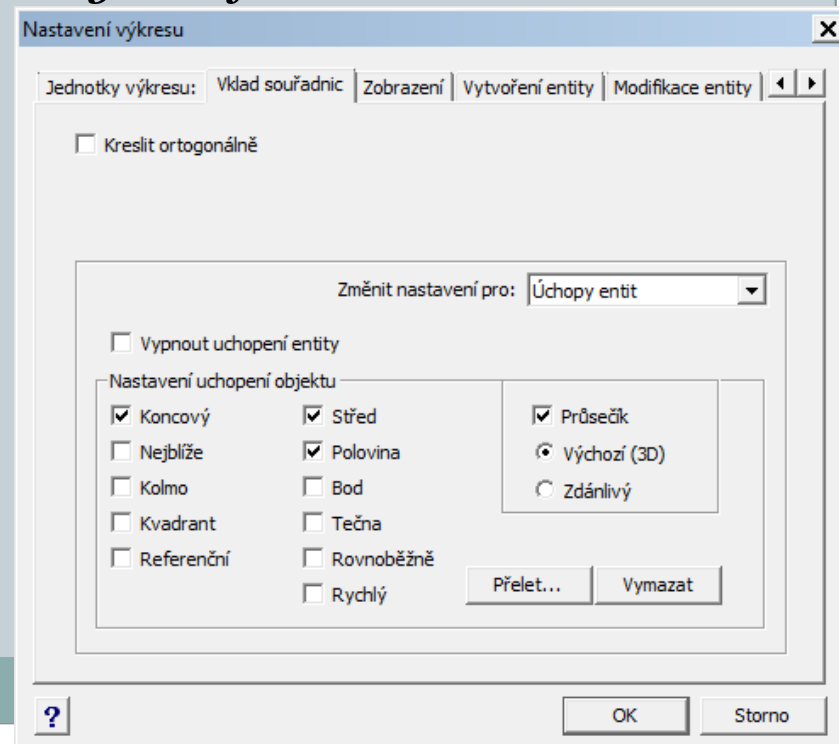 Nastavení výkresu
Jednotky výkresu: Vklad souřadnic Zobrazení Vytvoření entity Modifikace entity
Kreslit ortogonálně
Změnit nastavení pro: Úchopy entit
Vypnout uchopení entity
Nastavení uchopení objektu
Koncový Střed Průsečík
Nejblíže Polovina Výchozí (3D)
Kolmo Bod Zdánlivý
Kvadrant Tečna
Referenční Rovnoběžně
Rychlý Přelet... Vymazat
? OK Storno